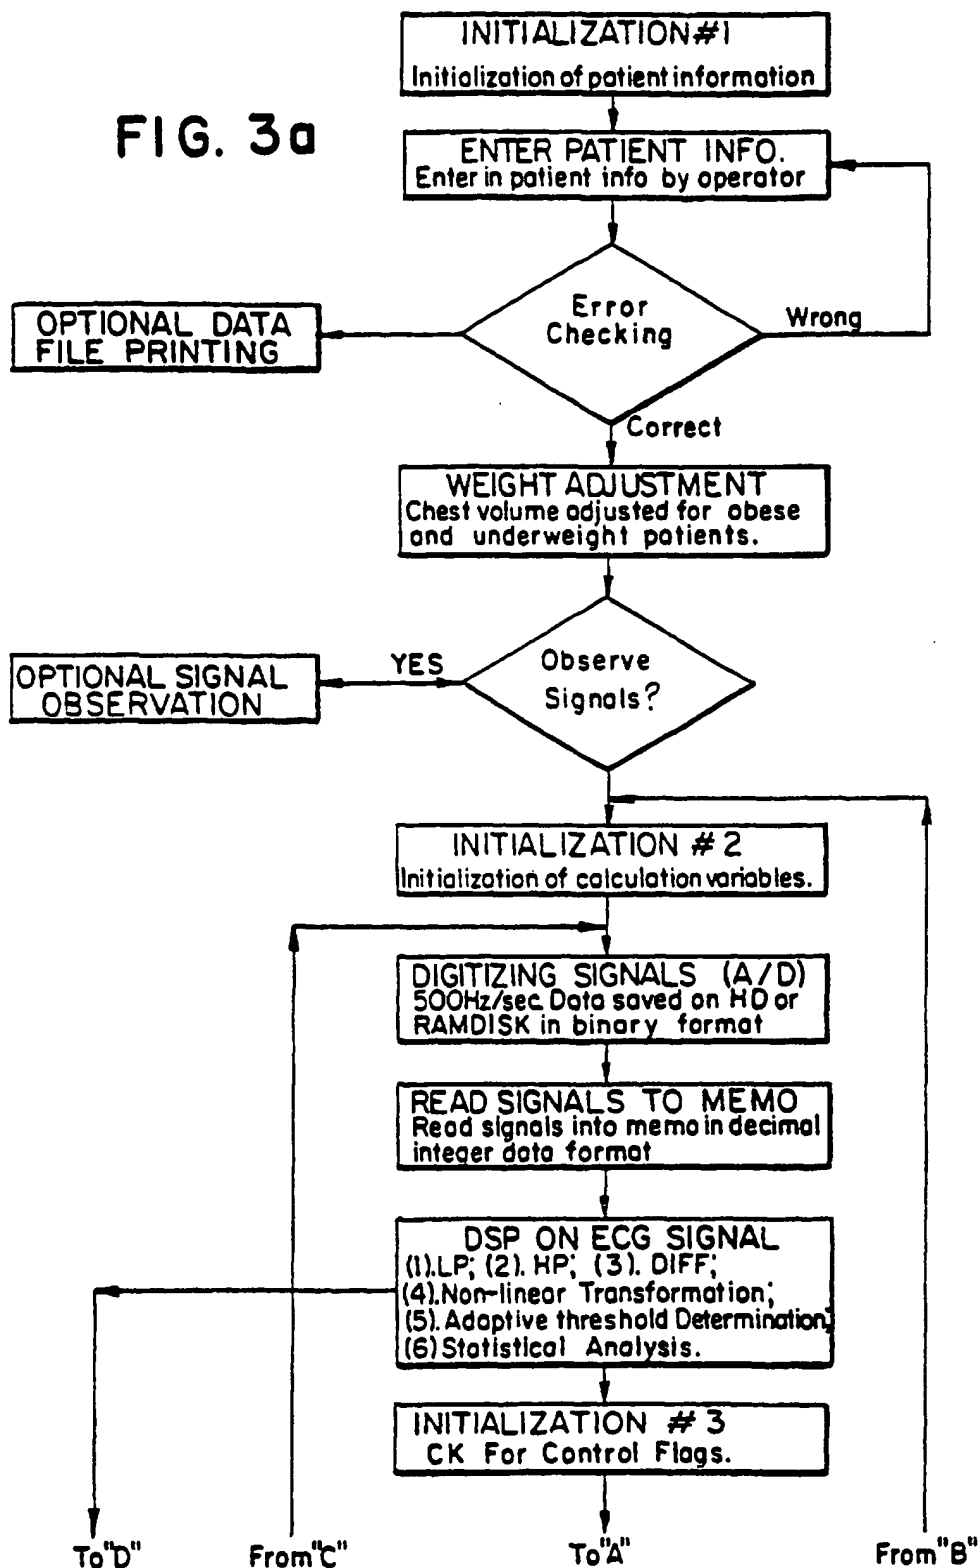 INITIALIZATION #1
Initialization of patient information
FIG. 3a
ENTER PATIENT INFO.
Enter in patient info by operator
Error
Checking
Wrong
OPTIONAL DATA
FILE PRINTING
Correct
WEIGHT ADJUSTMENT
Chest volume adjusted for obese
and underweight patients.
Observe
Signals?
YES
OPTIONAL SIGNAL
OBSERVATION
INITIALIZATION #2
Initialization of calculation variables.
DIGITIZING SIGNALS (A/D)
500Hz/sec. Data saved on HD or
RAMDISK in binary format
READ SIGNALS TO MEMO
Read signals into memo in decimal
integer data format
DSP ON ECG SIGNAL
(1).LP; (2). HP; (3). DIFF;
(4).Non-linear Transformation;
(5). Adaptive threshold Determination;
(6) Statistical Analysis.
INITIALIZATION #3
CK For Control Flags.
To"D"
From"C"
To"A"
From"B"